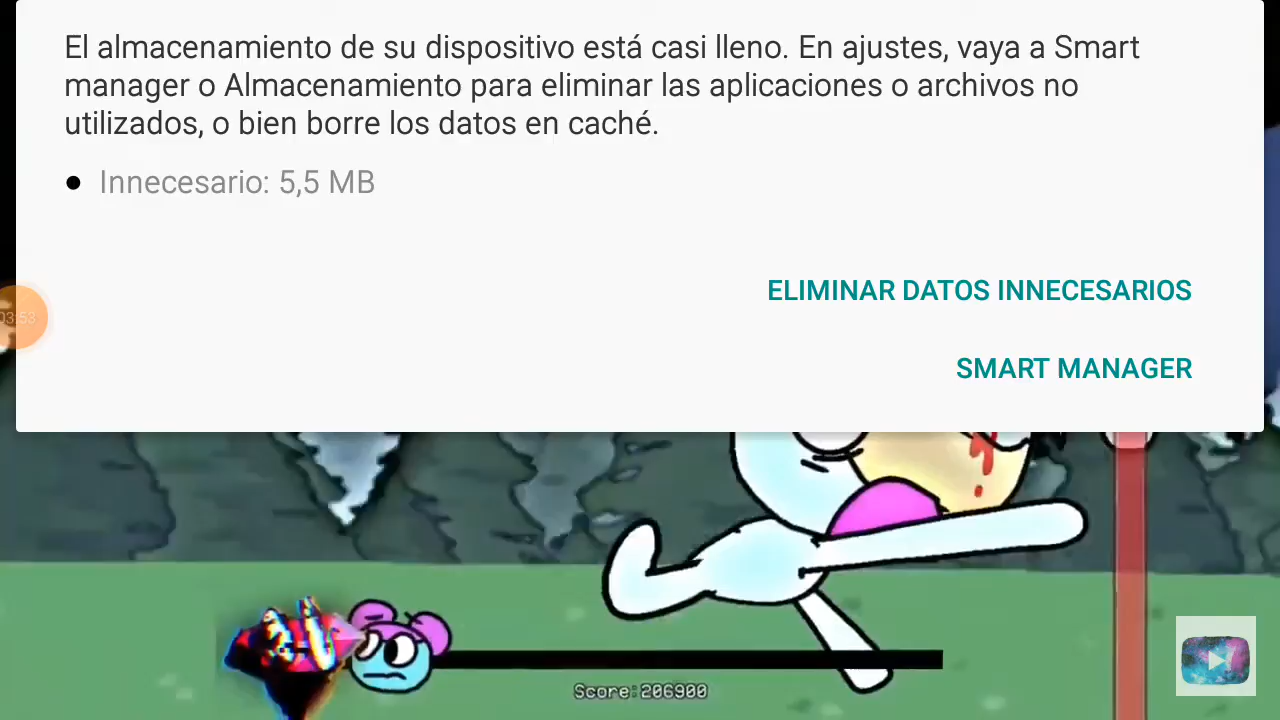 El almacenamiento de su dispositivo está casi lleno. En ajustes, vaya a Smart
manager o Almacenamiento para eliminar las aplicaciones o archivos no
utilizados, o bien borre los datos en caché.
● Innecesario: 5,5 MB
ELIMINAR DATOS INNECESARIOS
03:53
SMART MANAGER
Score:206900